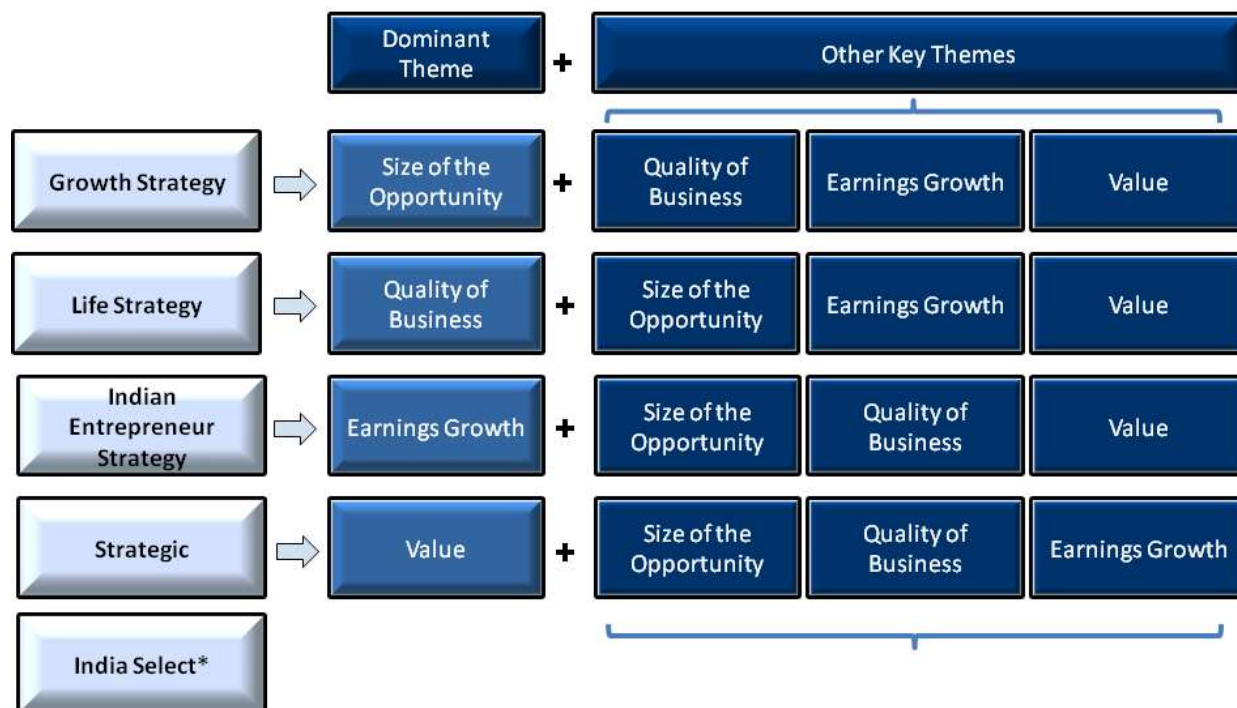 Dominant
Theme
+
Other Key Themes
Growth Strategy
Size of the
Opportunity
+
Quality of
Business
Earnings Growth
Value
Life Strategy
Quality of
Business
+
Size of the
Opportunity
Earnings Growth
Value
Indian
Entrepreneur
Strategy
Earnings Growth
+
Size of the
Opportunity
Quality of
Business
Value
Strategic
Value
+
Size of the
Opportunity
Quality of
Business
Earnings Growth
India Select*